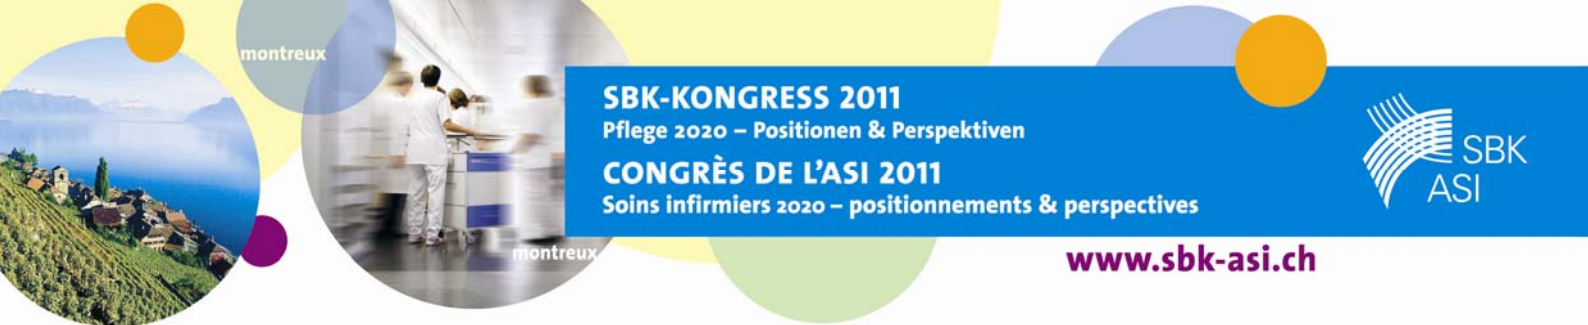 montreux
SBK-KONGRESS 2011
Pflege 2020 – Positionen & Perspektiven
CONGRÈS DE L'ASI 2011
Soins infirmiers 2020 – positionnements & perspectives
SBK
ASI
montreux
www.sbk-asi.ch